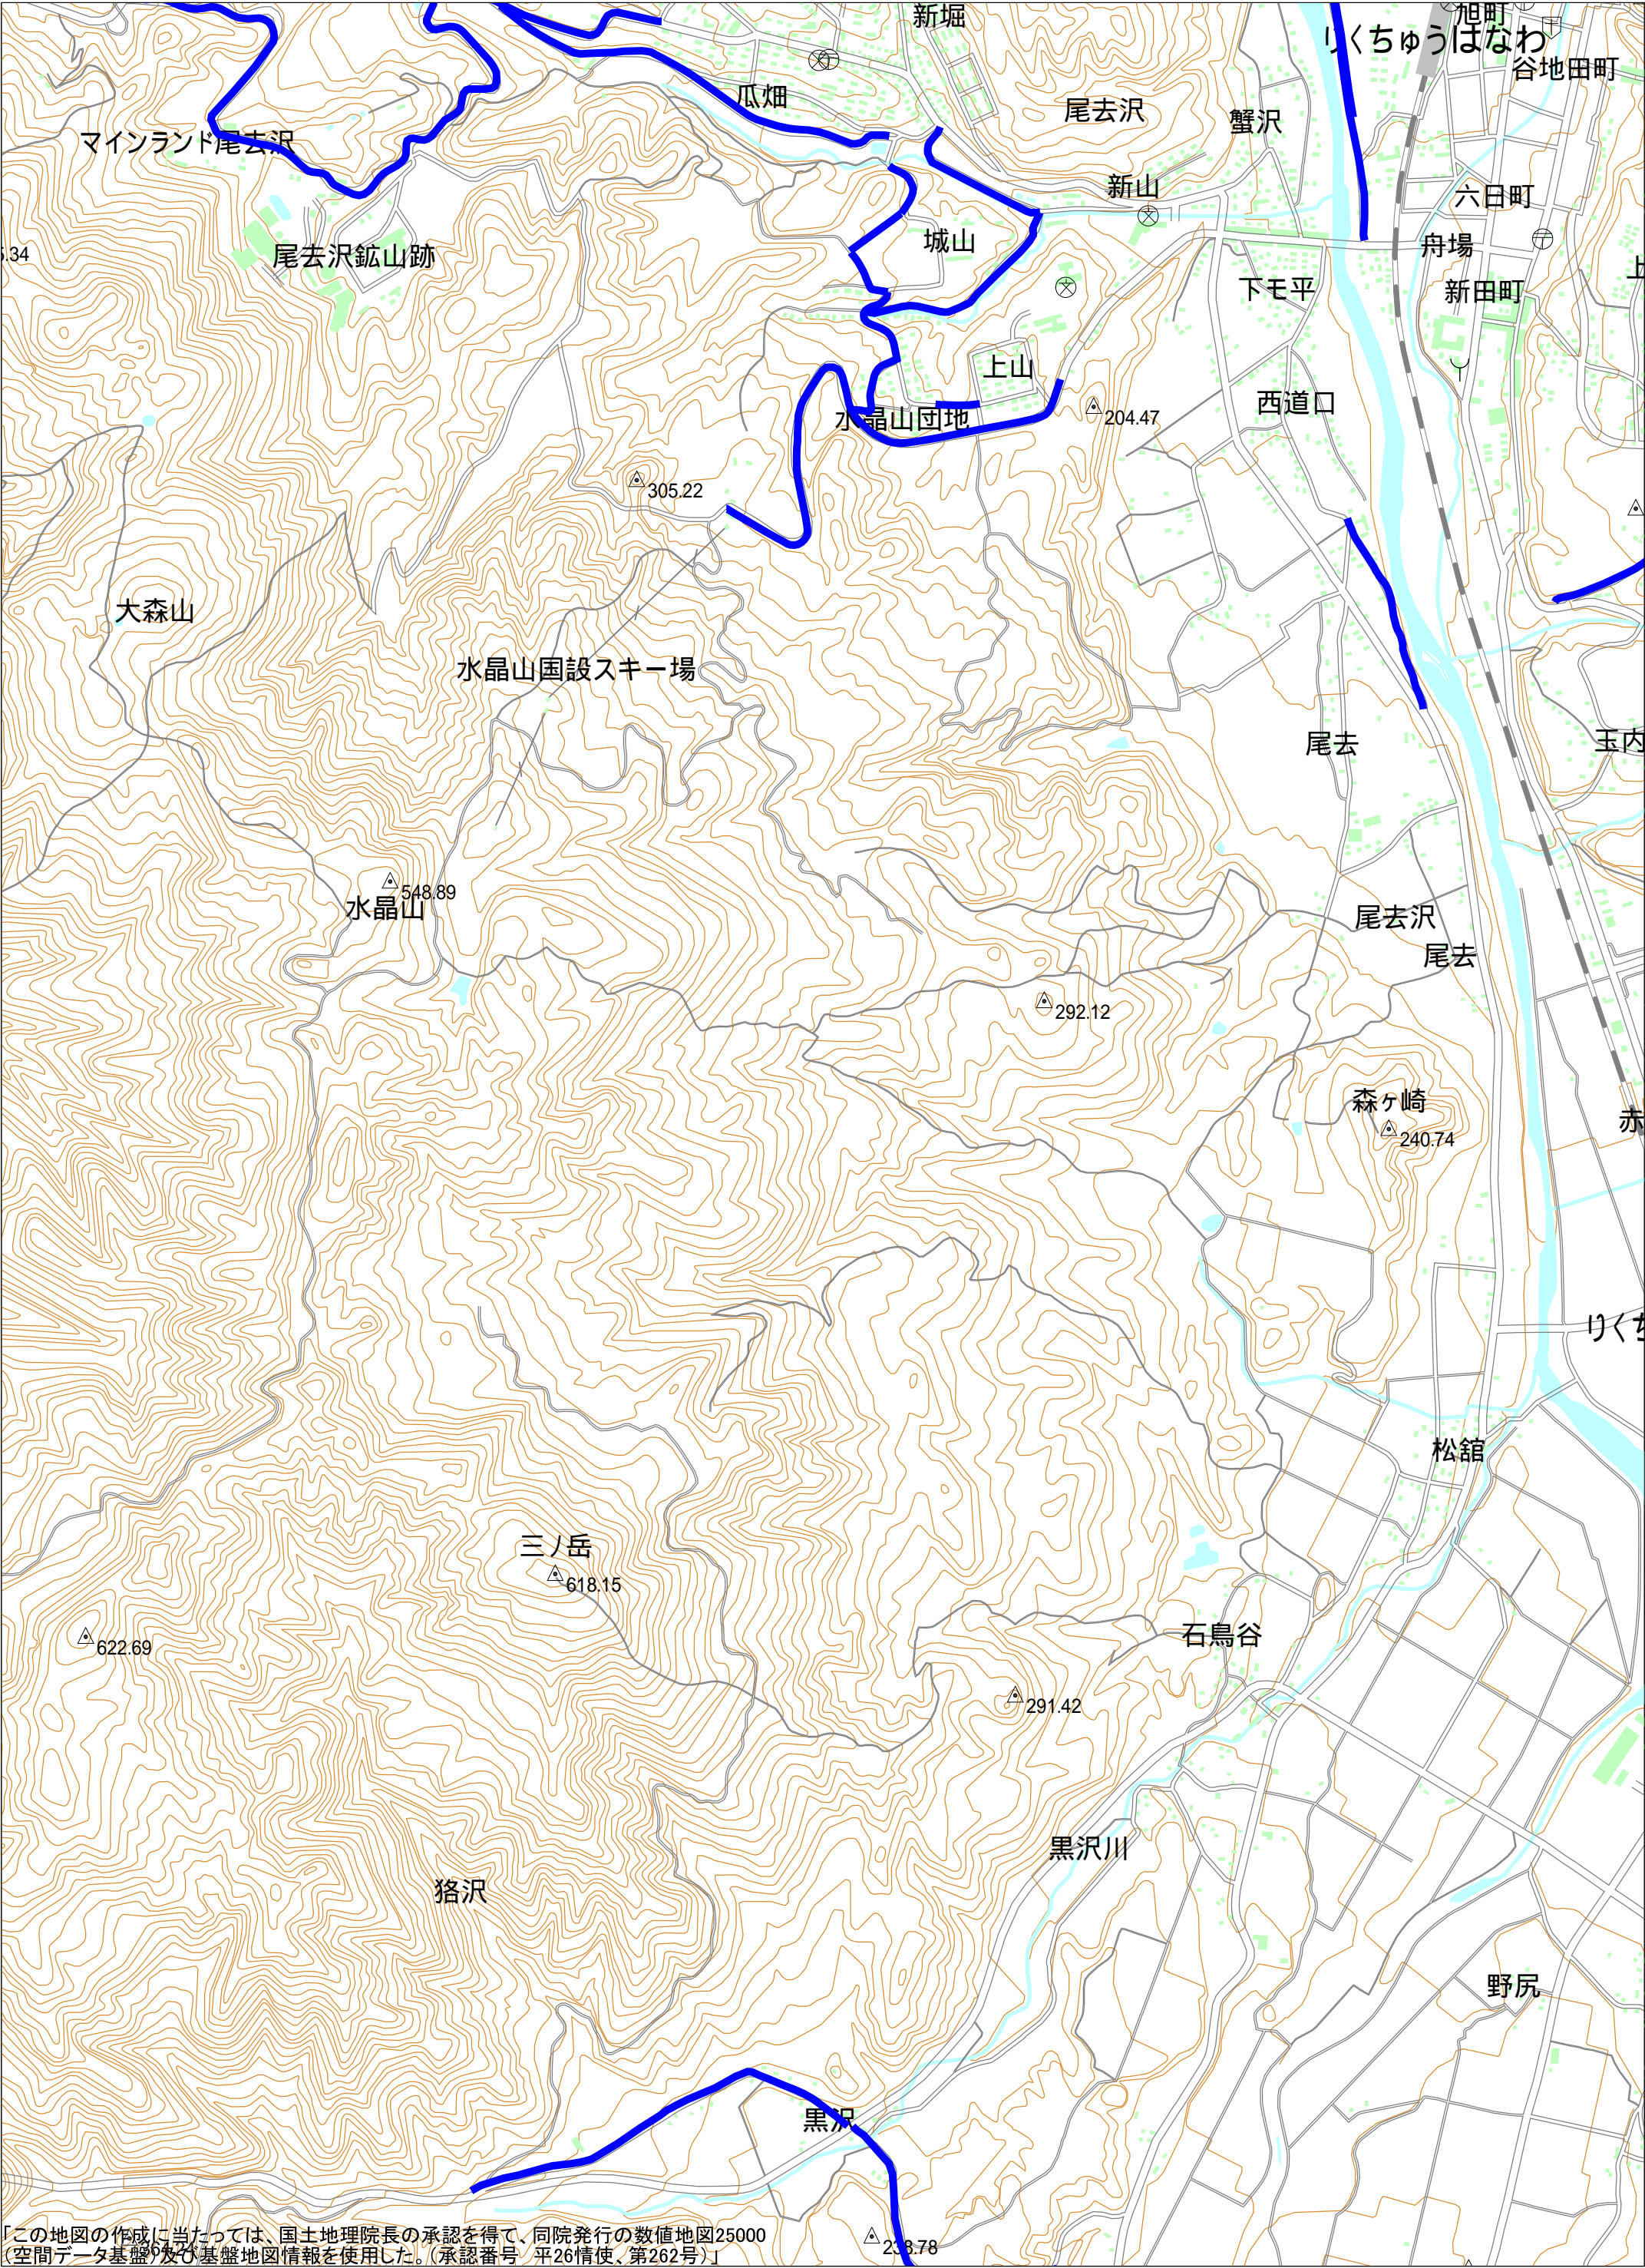 新堀
旭町
りくちゅうはなわ
谷地田町
瓜畑
尾去沢
蟹沢
マインランド尾去沢
新山
六日町
城山
舟場
尾去沢鉱山跡
下モ平
新田町
上
上山
西道口
水晶山団地
204.47
305.22
大森山
水晶山国設スキー場
尾去
玉内
548.89
水晶山
尾去沢
尾去
292.12
森ヶ崎
240.74
赤
りくち
松舘
三ノ岳
618.15
622.69
石鳥谷
291.42
黒沢川
狢沢
野尻
黒沢
238.78
「この地図の作成に当たっては、国土地理院長の承認を得て、同院発行の数値地図25000
(空間データ基盤)及び基盤地図情報を使用した。(承認番号 平26情使、第262号)」